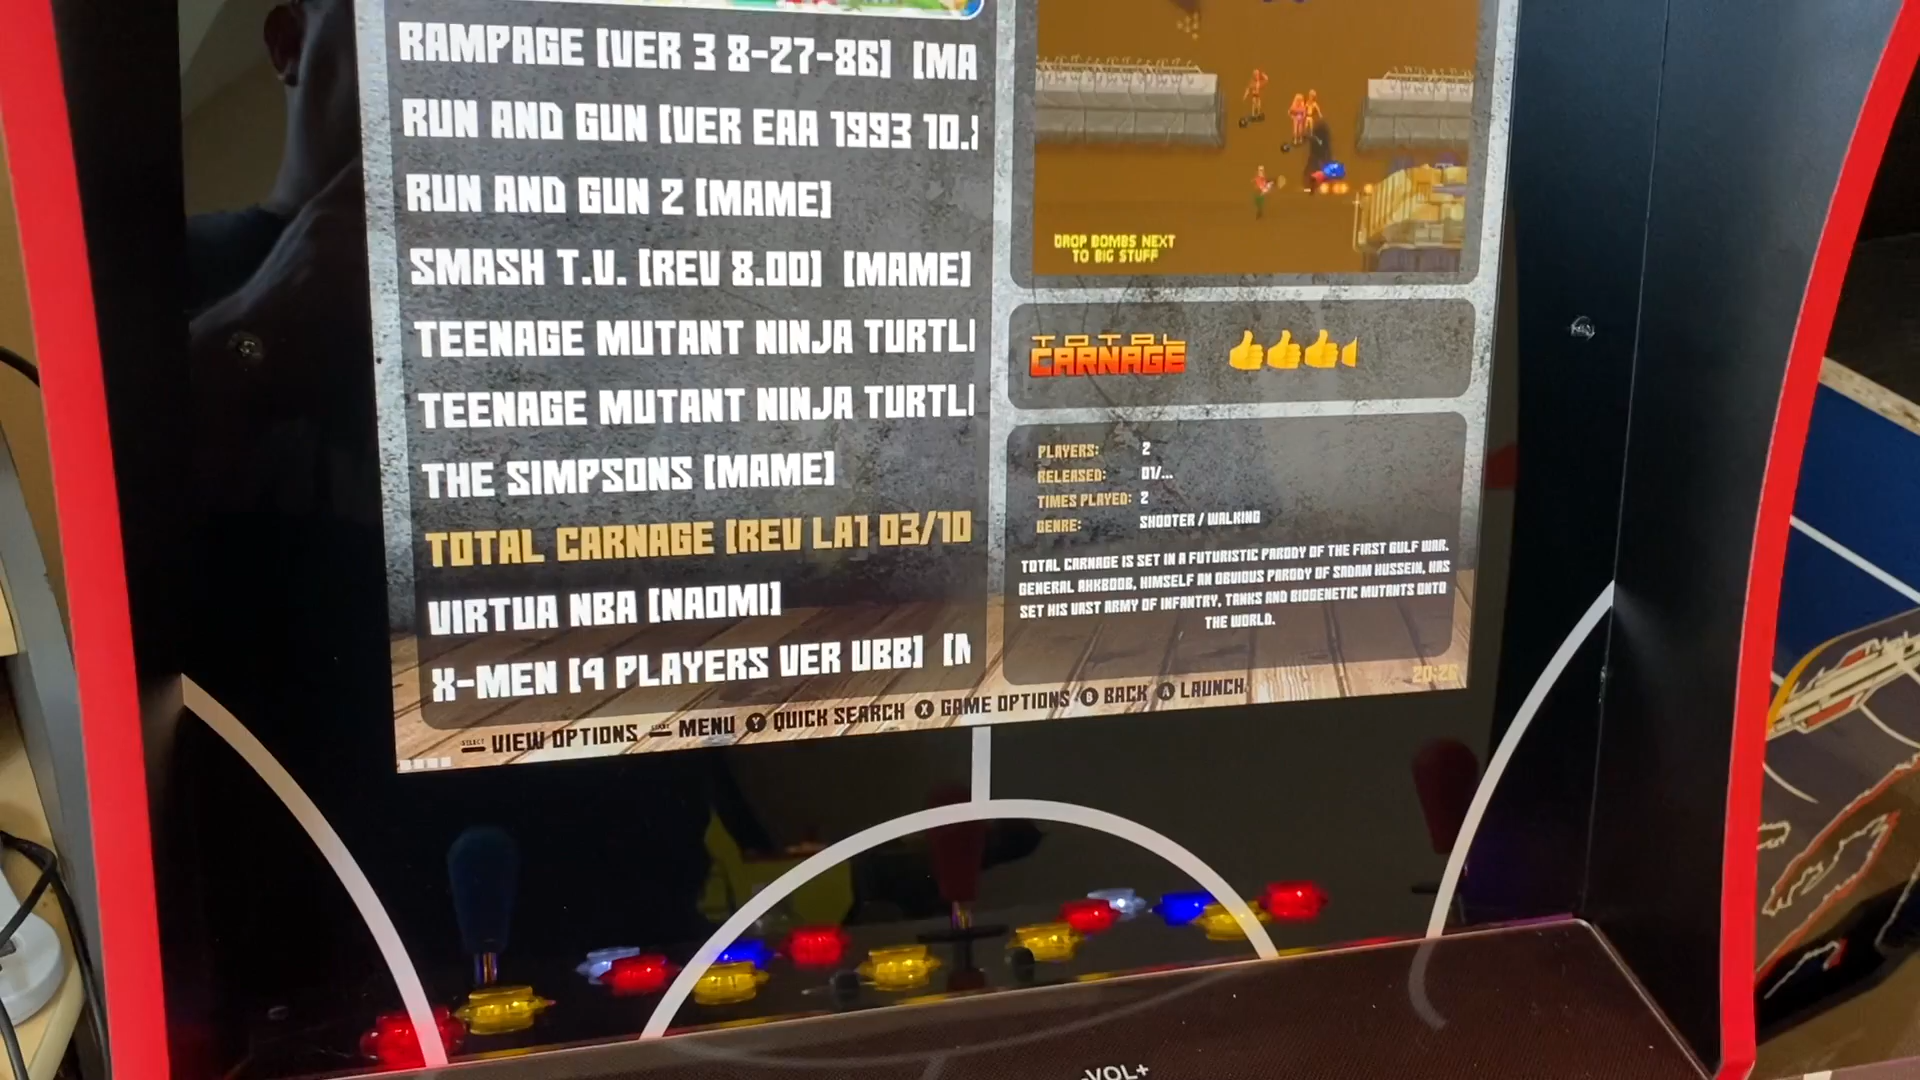 RAMPAGE [VER 3 8-27-86] [MA
RUN AND GUN [VER EAA 1993 10.
RUN AND GUN 2 [MAME]
SMASH T.V. [REV 8.00] [MAME]
TEENAGE MUTANT NINJA TURTL
TEENAGE MUTANT NINJA TURTL
THE SIMPSONS [MAME]
TOTAL CARNAGE [REV LA1 03/10
VIRTUA NBA [NAOMI]
X-MEN [4 PLAYERS VER UBB] [M
DROP BOMBS NEXT
TO BIG STUFF
TOTAL
CARNAGE
PLAYERS: 2
RELEASED: 01/...
TIMES PLAYED: 2
GENRE: SHOOTER / WALKING
TOTAL CARNAGE IS SET IN A FUTURISTIC PARODY OF THE FIRST GULF WAR.
GENERAL AKHBOOB, HIMSELF AN OBVIOUS PARODY OF SADAM HUSSEIN, HAS
SET HIS VAST ARMY OF INFANTRY, TANKS AND BIOGENETIC MUTANTS ONTO
THE WORLD.
20:26
SELECT VIEW OPTIONS START MENU Y QUICK SEARCH X GAME OPTIONS B BACK A LAUNCH
-VOL+